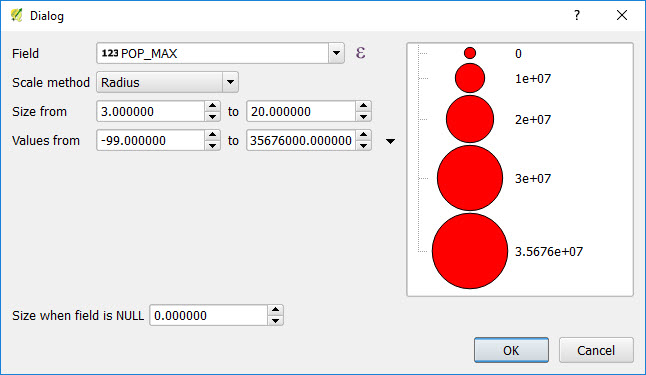 Dialog
Field 123 POP_MAX ε
Scale method Radius
Size from 3.000000 to 20.000000
Values from -99.000000 to 35676000.000000
0
1e+07
2e+07
3e+07
3.5676e+07
Size when field is NULL 0.000000
OK Cancel